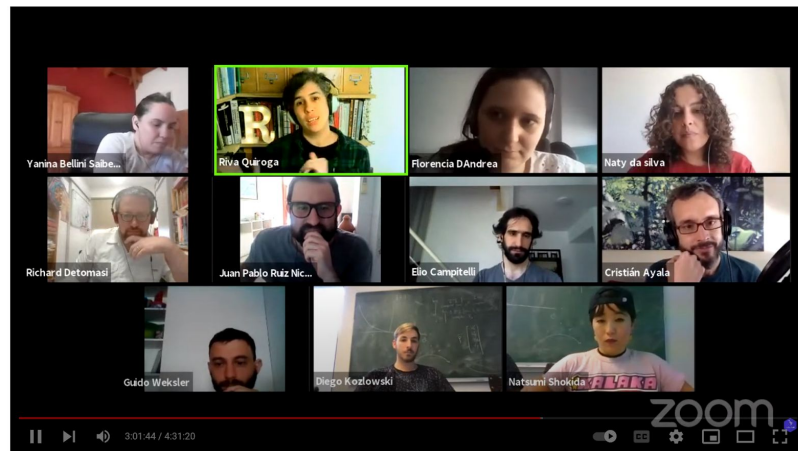 Yanina Bellini Saibe...
Riva Quiroga
Florencia DAndrea
Naty da silva
Richard Detomasi
Juan Pablo Ruiz Nic...
Elio Campitelli
Cristián Ayala
Guido Weksler
Diego Kozlowski
Natsumi Shokida
R
zoom
3:01:44 / 4:31:20
CC